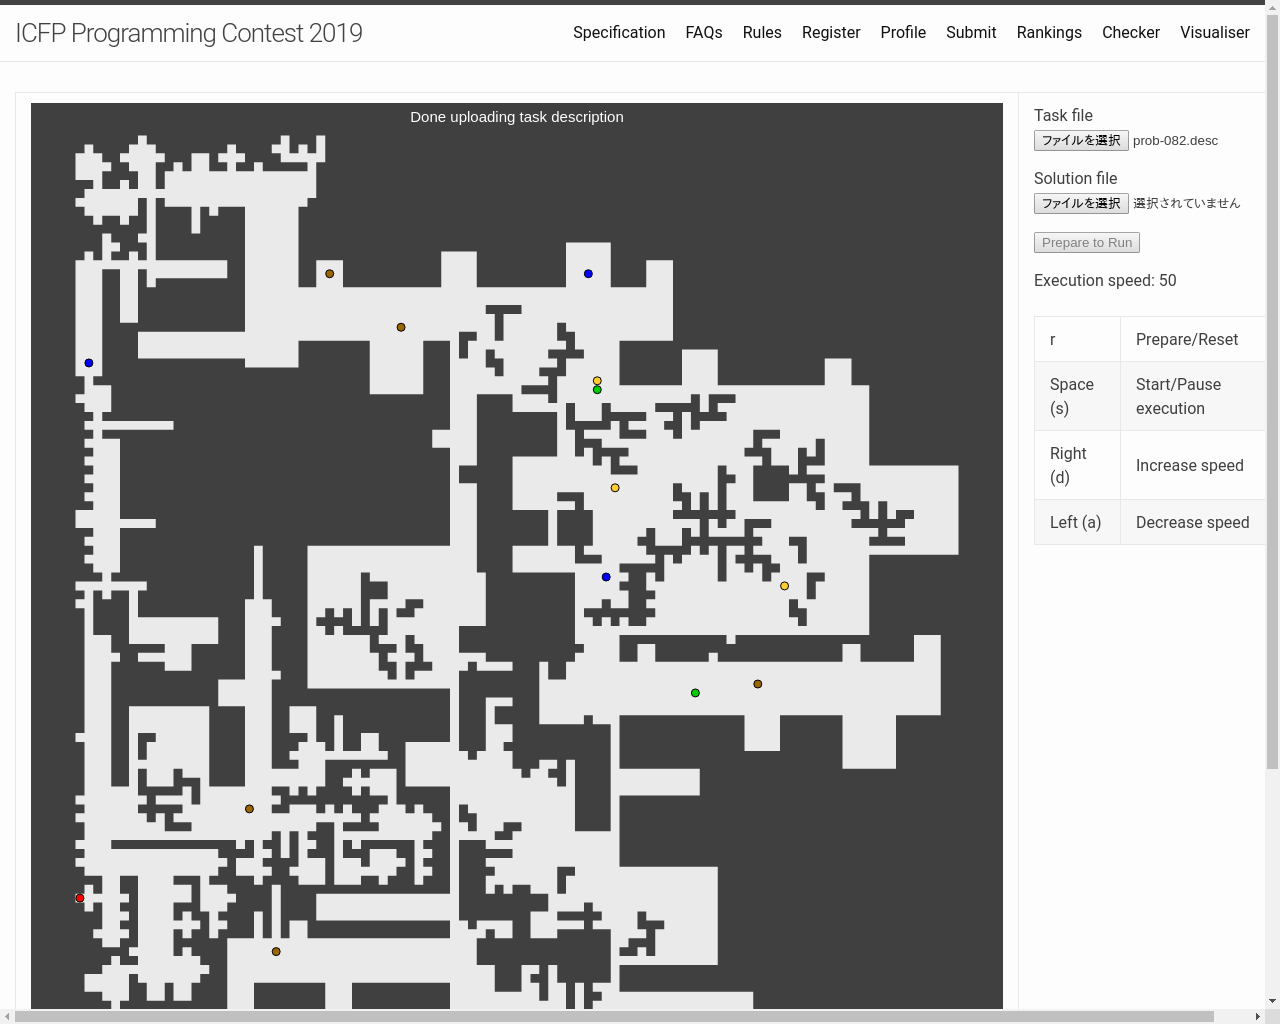 ICFP Programming Contest 2019
Specification FAQs Rules Register Profile Submit Rankings Checker Visualiser
Done uploading task description
Task file
ファイルを選択 prob-082.desc
Solution file
ファイルを選択 選択されていません
Prepare to Run
Execution speed: 50
r Prepare/Reset
Space (s) Start/Pause execution
Right (d) Increase speed
Left (a) Decrease speed